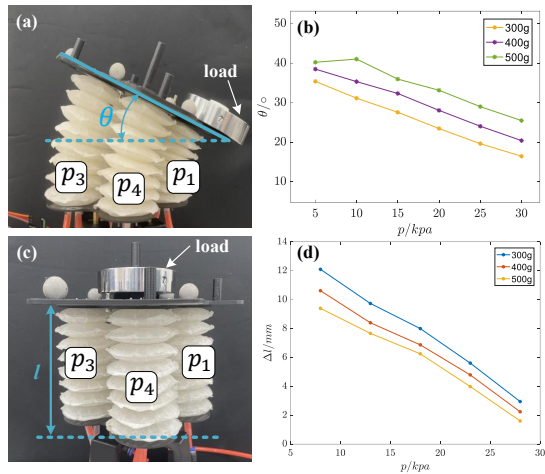 (a)
load
θ
p₃
p₄
p₁
(b)
300g
400g
500g
50
40
30
20
10
θ/○
5
10
15
20
25
30
p/kpa
(c)
load
l
p₃
p₄
p₁
(d)
300g
400g
500g
14
12
10
8
6
4
2
0
Δl/mm
5
10
15
20
25
30
p/kpa